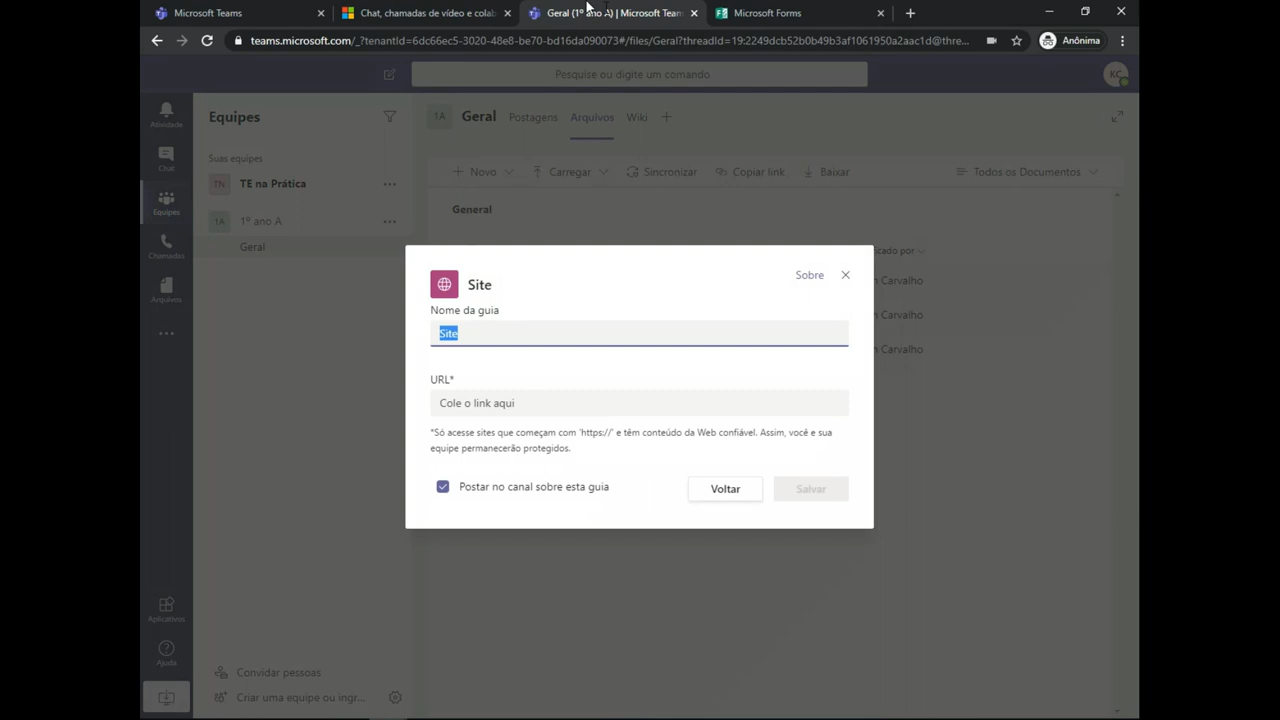 Microsoft Teams
Chat, chamadas de vídeo e colab
Geral (1º ano A) | Microsoft Team
Microsoft Forms
teams.microsoft.com/_?tenantId=6dc66ec5-3020-48e8-be70-bd16da090073#/files/Geral?threadId=19:2249dcb52b0b49b3af1061950a2aac1d@thre...
Anônima
Pesquise ou digite um comando
KC
Atividade
Chat
Equipes
Chamadas
Arquivos
Aplicativos
Ajuda
Equipes
Suas equipes
TN
TE na Prática
1A
1º ano A
Geral
Convidar pessoas
Criar uma equipe ou ingr...
1A
Geral
Postagens
Arquivos
Wiki
Novo
Carregar
Sincronizar
Copiar link
Baixar
Todos os Documentos
General
cado por
Carvalho
Carvalho
Carvalho
Site
Sobre
Nome da guia
Site
URL*
Cole o link aqui
*Só acesse sites que começam com 'https://' e têm conteúdo da Web confiável. Assim, você e sua
equipe permanecerão protegidos.
Postar no canal sobre esta guia
Voltar
Salvar